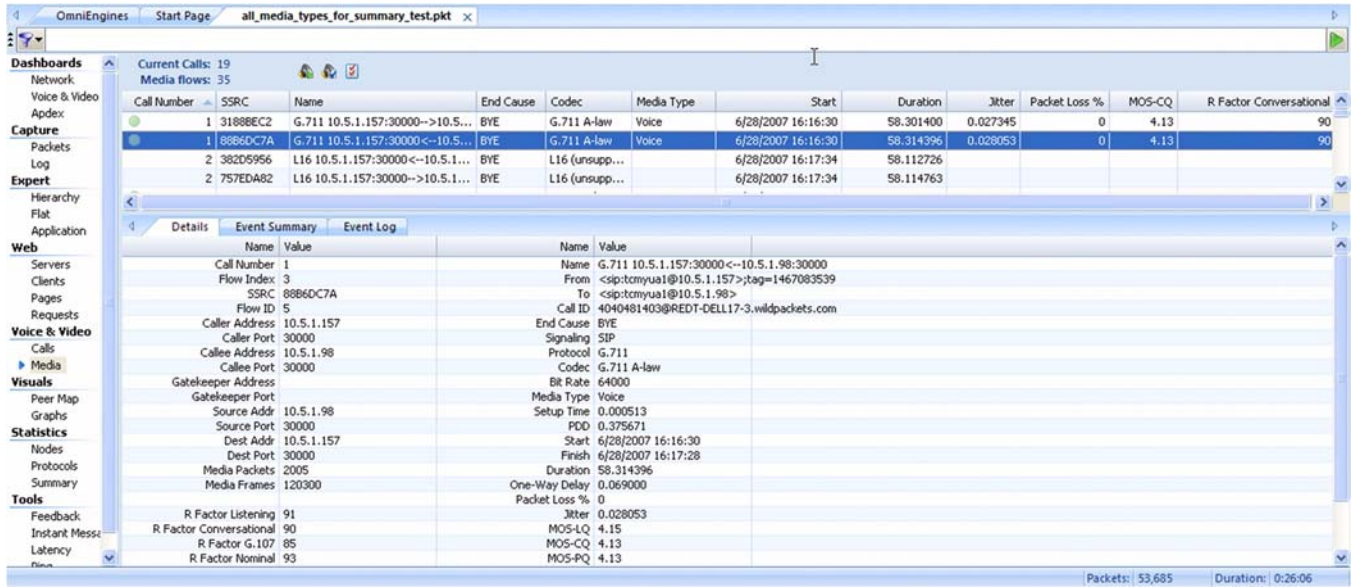 OmniEngines Start Page all_media_types_for_summary_test.pkt
Dashboards
Network
Voice & Video
Apdex
Capture
Packets
Log
Expert
Hierarchy
Flat
Application
Web
Servers
Clients
Pages
Requests
Voice & Video
Calls
Media
Visuals
Peer Map
Graphs
Statistics
Nodes
Protocols
Summary
Tools
Feedback
Instant Messa
Latency
Current Calls: 19
Media flows: 35
Call Number SSRC Name End Cause Codec Media Type Start Duration Jitter Packet Loss % MOS-CQ R Factor Conversational
1 3188BEC2 G.711 10.5.1.157:30000-->10.5... BYE G.711 A-law Voice 6/28/2007 16:16:30 58.301400 0.027345 0 4.13 90
1 88B6DC7A G.711 10.5.1.157:30000<--10.5... BYE G.711 A-law Voice 6/28/2007 16:16:30 58.314396 0.028053 0 4.13 90
2 382D5956 L16 10.5.1.157:30000<--10.5.1... BYE L16 (unsupp... 6/28/2007 16:17:34 58.112726
2 757EDA82 L16 10.5.1.157:30000-->10.5.1... BYE L16 (unsupp... 6/28/2007 16:17:34 58.114763
Details Event Summary Event Log
Name Value Name Value
Call Number 1 Name G.711 10.5.1.157:30000<--10.5.1.98:30000
Flow Index 3 From <sip:tcmyua1@10.5.1.157>;tag=1467083539
SSRC 88B6DC7A To <sip:tcmyua1@10.5.1.98>
Flow ID 5 Call ID 4040481403@REDT-DELL17-3.wildpackets.com
Caller Address 10.5.1.157 End Cause BYE
Caller Port 30000 Signaling SIP
Callee Address 10.5.1.98 Protocol G.711
Callee Port 30000 Codec G.711 A-law
Gatekeeper Address Bit Rate 64000
Gatekeeper Port Media Type Voice
Source Addr 10.5.1.98 Setup Time 0.000513
Source Port 30000 PDD 0.375671
Dest Addr 10.5.1.157 Start 6/28/2007 16:16:30
Dest Port 30000 Finish 6/28/2007 16:17:28
Media Packets 2005 Duration 58.314396
Media Frames 120300 One-Way Delay 0.069000
Packet Loss % 0
R Factor Listening 91 Jitter 0.028053
R Factor Conversational 90 MOS-LQ 4.15
R Factor G.107 85 MOS-CQ 4.13
R Factor Nominal 93 MOS-PQ 4.13
Packets: 53,685 Duration: 0:26:06